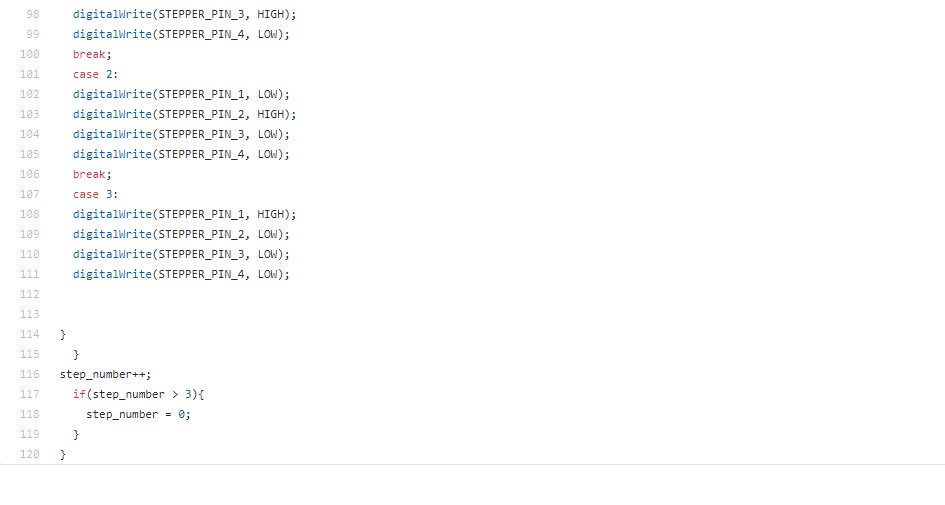 98 digitalWrite(STEPPER_PIN_3, HIGH);
99 digitalWrite(STEPPER_PIN_4, LOW);
100 break;
101 case 2:
102 digitalWrite(STEPPER_PIN_1, LOW);
103 digitalWrite(STEPPER_PIN_2, HIGH);
104 digitalWrite(STEPPER_PIN_3, LOW);
105 digitalWrite(STEPPER_PIN_4, LOW);
106 break;
107 case 3:
108 digitalWrite(STEPPER_PIN_1, HIGH);
109 digitalWrite(STEPPER_PIN_2, LOW);
110 digitalWrite(STEPPER_PIN_3, LOW);
111 digitalWrite(STEPPER_PIN_4, LOW);
112
113
114 }
115 }
116 step_number++;
117 if(step_number > 3){
118 step_number = 0;
119 }
120 }